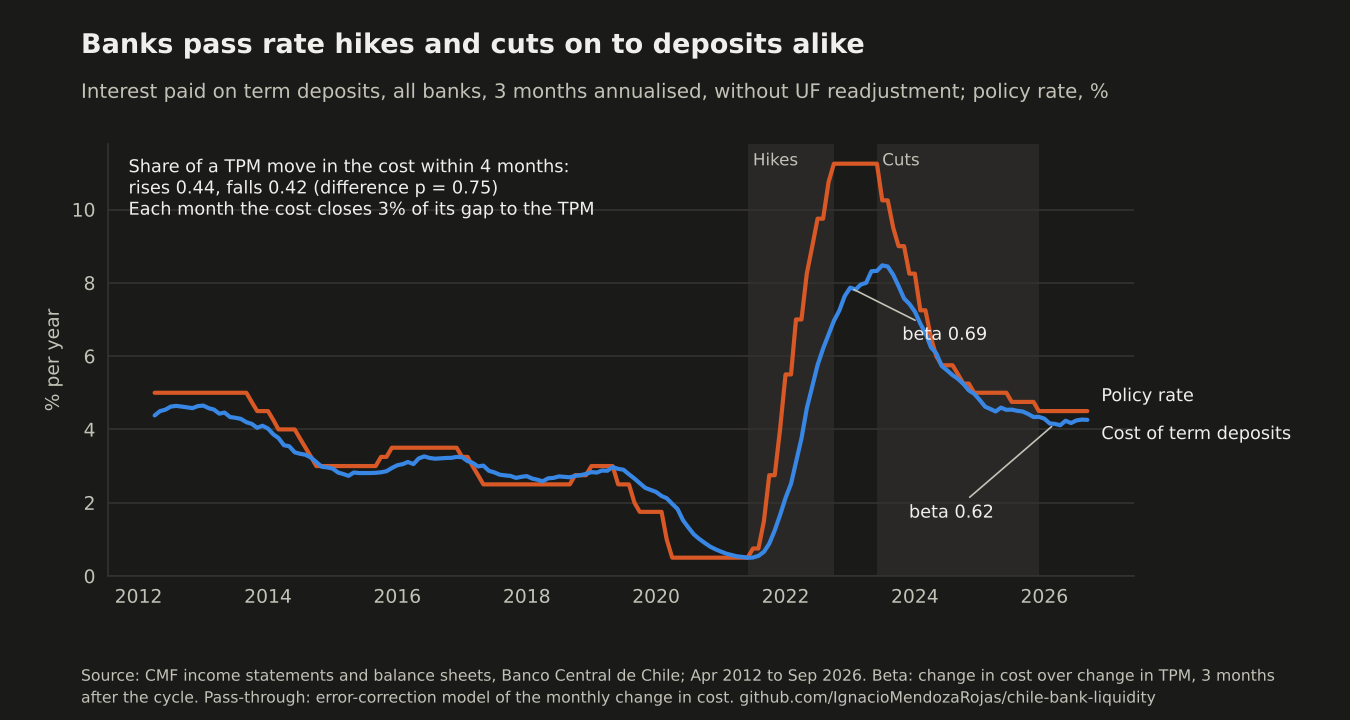 Banks pass rate hikes and cuts on to deposits alike
Interest paid on term deposits, all banks, 3 months annualised, without UF readjustment; policy rate, %
Share of a TPM move in the cost within 4 months:
rises 0.44, falls 0.42 (difference p = 0.75)
Each month the cost closes 3% of its gap to the TPM
Hikes
Cuts
10
8
6
4
2
0
% per year
beta 0.69
Policy rate
Cost of term deposits
beta 0.62
2012
2014
2016
2018
2020
2022
2024
2026
Source: CMF income statements and balance sheets, Banco Central de Chile; Apr 2012 to Sep 2026. Beta: change in cost over change in TPM, 3 months
after the cycle. Pass-through: error-correction model of the monthly change in cost. github.com/IgnacioMendozaRojas/chile-bank-liquidity